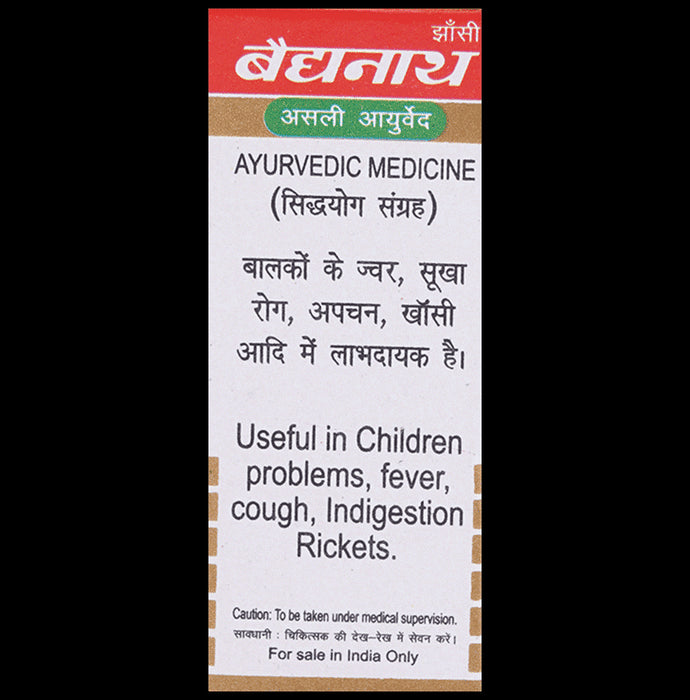 झाँसी
बैद्यनाथ
असली आयुर्वेद
AYURVEDIC MEDICINE
(सिद्धयोग संग्रह)
बालकों के ज्वर, सूखा
रोग, अपचन, खॉसी
आदि में लाभदायक है।
Useful in Children
problems, fever,
cough, Indigestion
Rickets.
Caution: To be taken under medical supervision.
सावधानी : चिकित्सक की देख-रेख में सेवन करें।
For sale in India Only